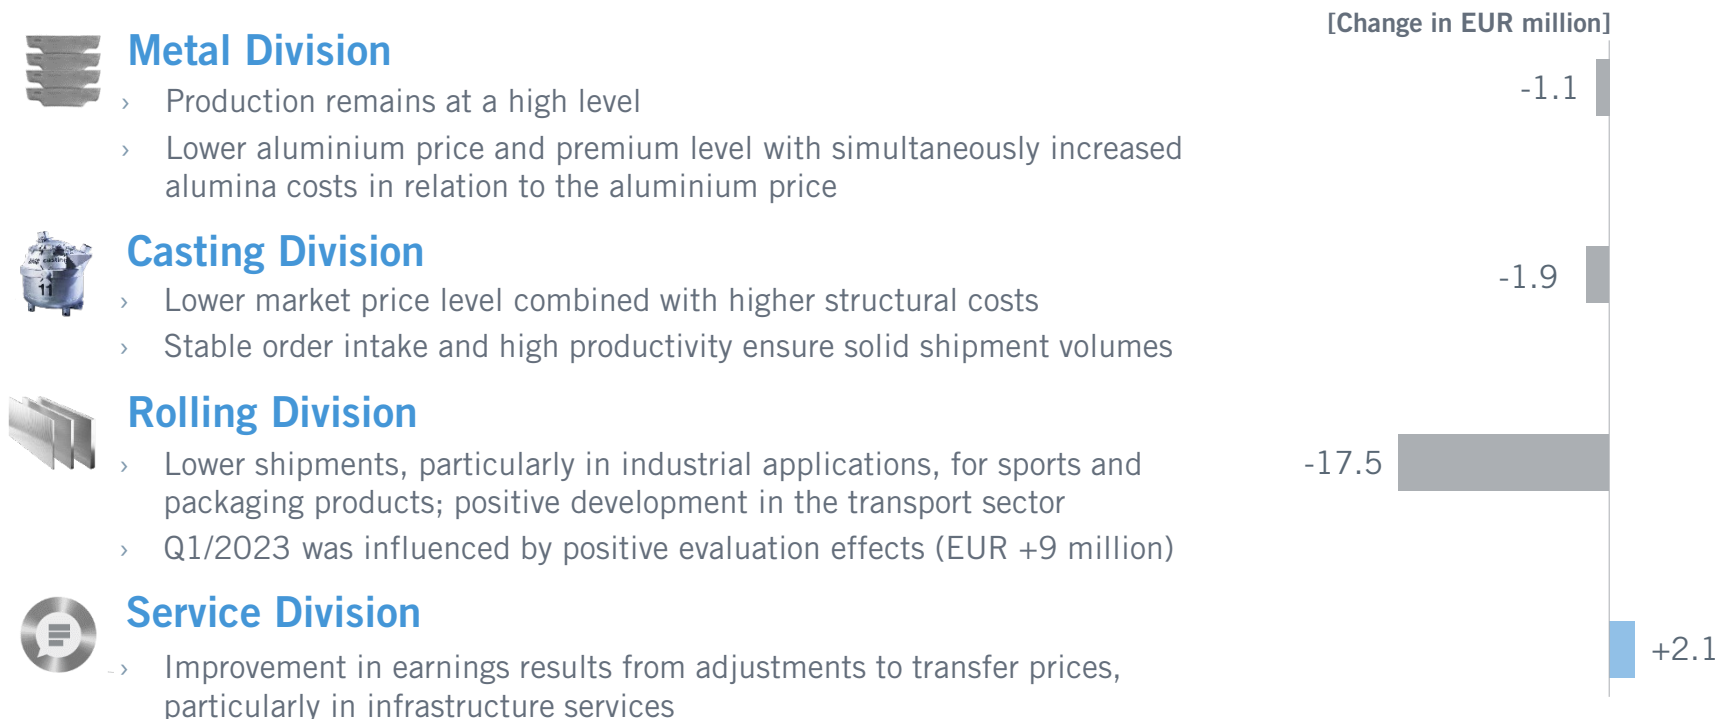 [Change in EUR million]
Metal Division
› Production remains at a high level
› Lower aluminium price and premium level with simultaneously increased
alumina costs in relation to the aluminium price
-1.1
Casting Division
› Lower market price level combined with higher structural costs
› Stable order intake and high productivity ensure solid shipment volumes
-1.9
11
Rolling Division
› Lower shipments, particularly in industrial applications, for sports and
packaging products; positive development in the transport sector
› Q1/2023 was influenced by positive evaluation effects (EUR +9 million)
-17.5
Service Division
› Improvement in earnings results from adjustments to transfer prices,
particularly in infrastructure services
+2.1